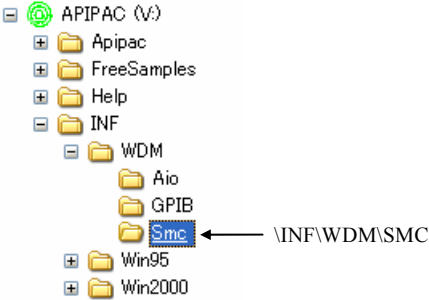 APIPAC (V:)
Apipac
FreeSamples
Help
INF
WDM
Aio
GPIB
Smc \INF\WDM\SMC
Win95
Win2000